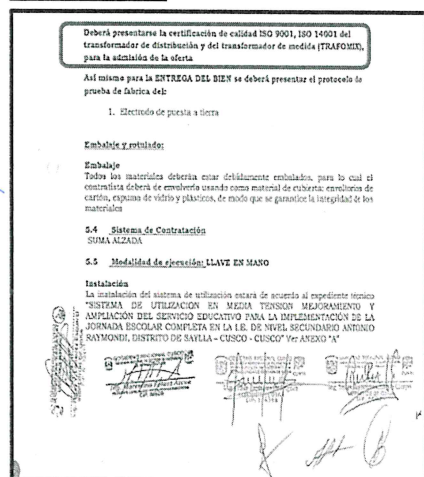 Deberá presentarse la certificación de calidad ISO 9001, ISO 14001 del
transformador de distribución y del transformador de medida (TRAFOMIX),
para la admisión de la oferta
Así mismo para la ENTREGA DEL BIEN se deberá presentar el protocolo de
prueba de fabrica del:
1. Electrodo de puesta a tierra
Embalaje y rotulado:
Embalaje
Todos los materiales deberán estar debidamente embalados, para lo cual el
contratista deberá de envolverlo usando como material de cubierta: envoltorios de
cartón, espuma de vidrio y plásticos, de modo que se garantice la integridad de los
materiales
5.4 Sistema de Contratación
SUMA ALZADA
5.5 Modalidad de ejecución: LLAVE EN MANO
Instalación
La instalación del sistema de utilización estará de acuerdo al expediente técnico
"SISTEMA DE UTILIZACION EN MEDIA TENSION MEJORAMIENTO Y
AMPLIACIÓN DEL SERVICIO EDUCATIVO PARA LA IMPLEMENTACIÓN DE LA
JORNADA ESCOLAR COMPLETA EN LA I.E. DE NIVEL SECUNDARIO ANTONIO
RAYMONDI, DISTRITO DE SAYLLA - CUSCO - CUSCO" Ver ANEXO "A"